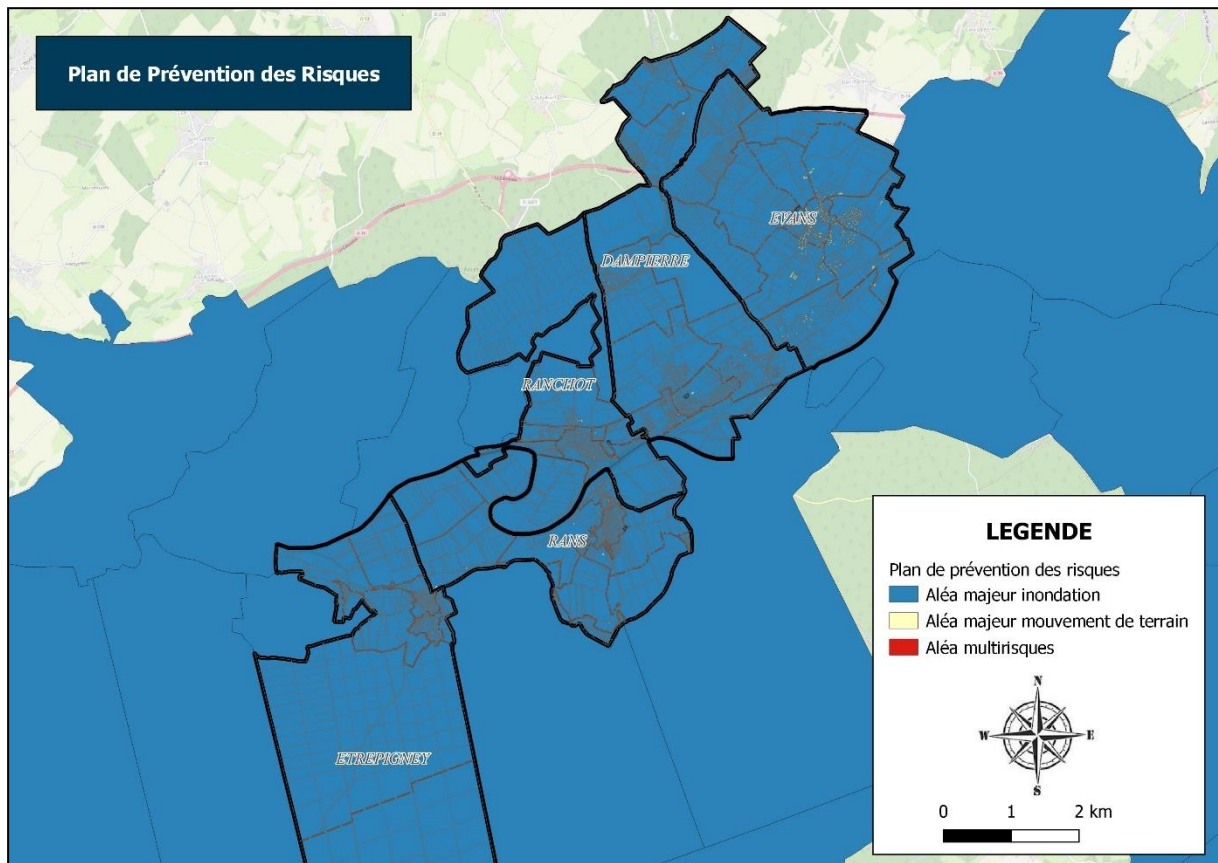 Plan de Prévention des Risques
EVANS
DAMPIERRE
RANCHOT
RANS
ETREPIGNEY
LEGENDE
Plan de prévention des risques
Aléa majeur inondation
Aléa majeur mouvement de terrain
Aléa multirisques
N
W E
S
0 1 2 km